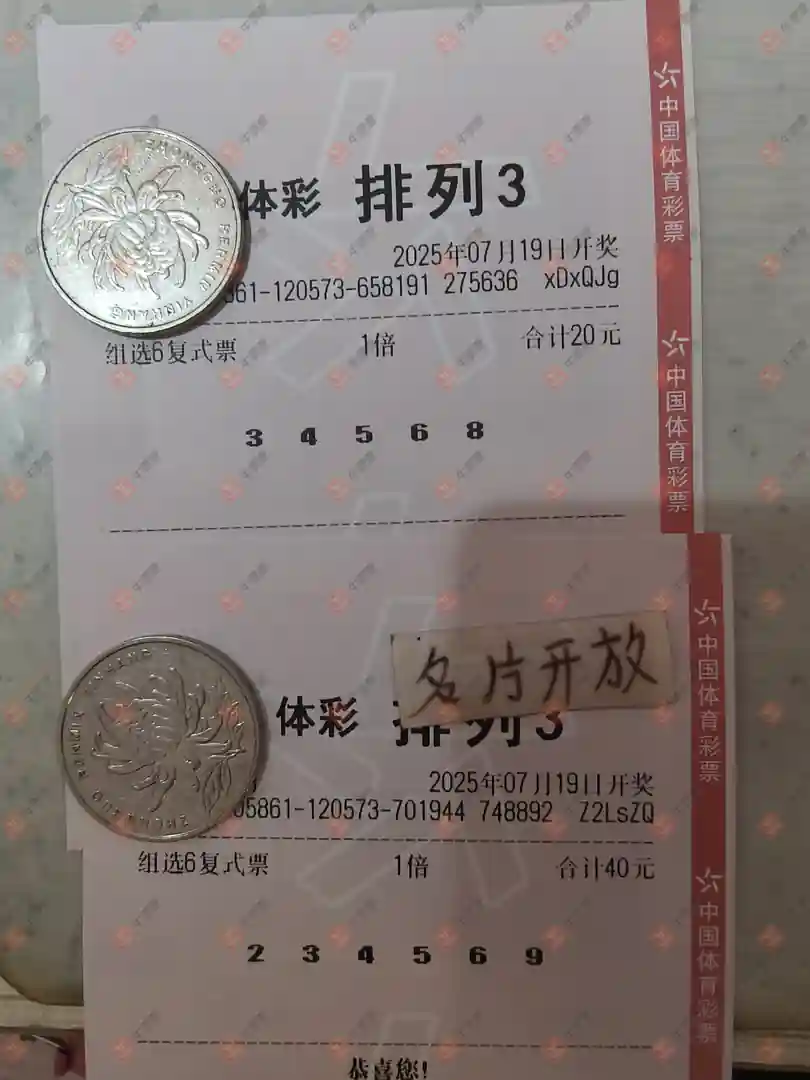 体彩 排列3
2025年07月19日开奖
861-120573-658191 275636 xDxQJg
组选6复式票 1倍 合计20元
3 4 5 6 8
中国体育彩票
中国体育彩票
名片开放
体彩 排列3
2025年07月19日开奖
05861-120573-701944 748892 Z2LsZQ
组选6复式票 1倍 合计40元
2 3 4 5 6 9
恭喜您!
中国体育彩票
中国体育彩票